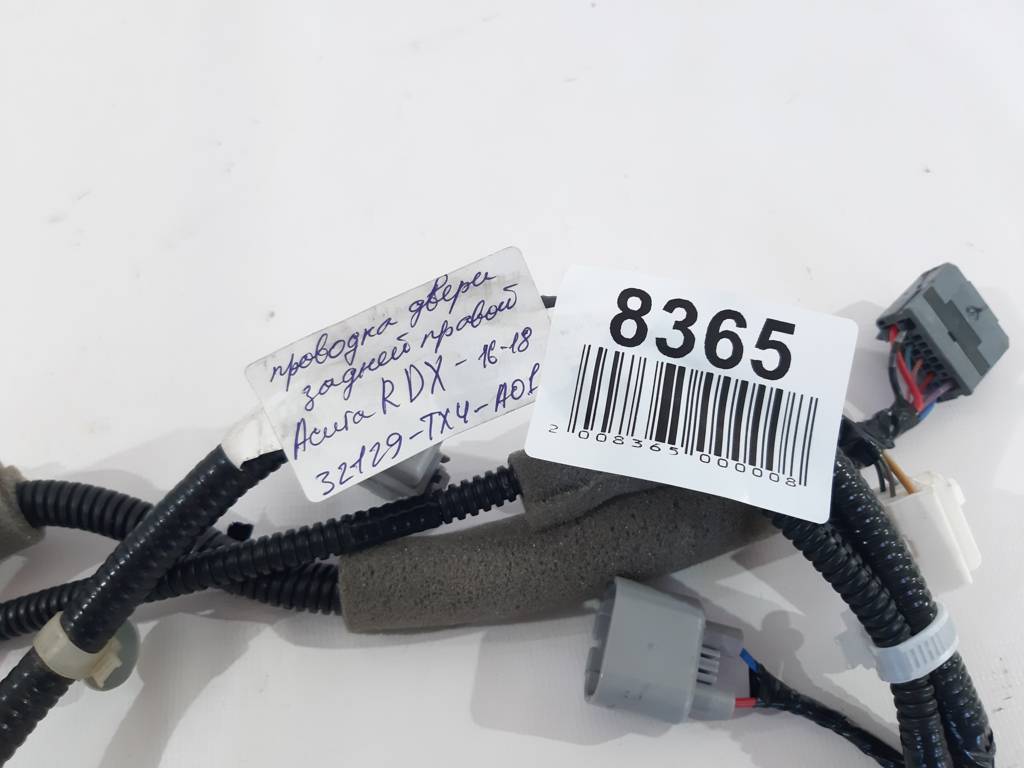 проводка двери
задней правой
Acura RDX - 16-18
32129-TX4-A01
8365
2 008365 000008